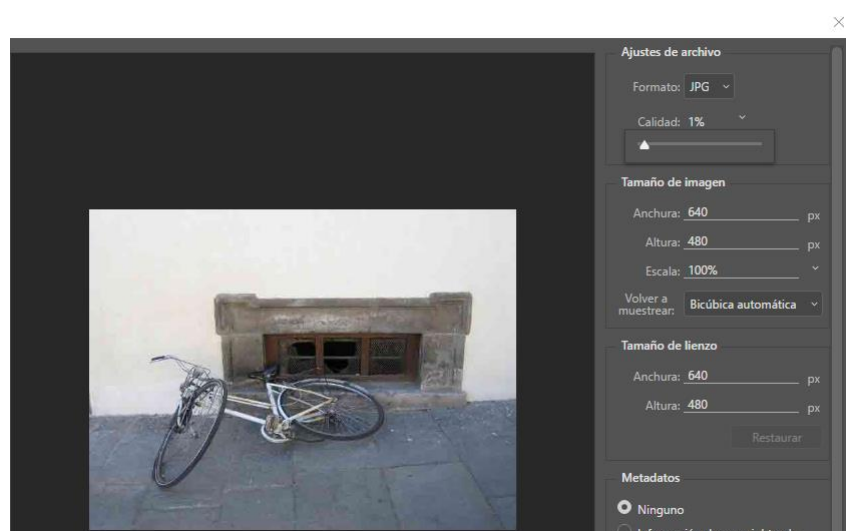 Ajustes de archivo
Formato: JPG
Calidad: 1%
Tamaño de imagen
Anchura: 640 px
Altura: 480 px
Escala: 100%
Volver a
muestrear: Bicúbica automática
Tamaño de lienzo
Anchura: 640 px
Altura: 480 px
Restaurar
Metadatos
Ninguno